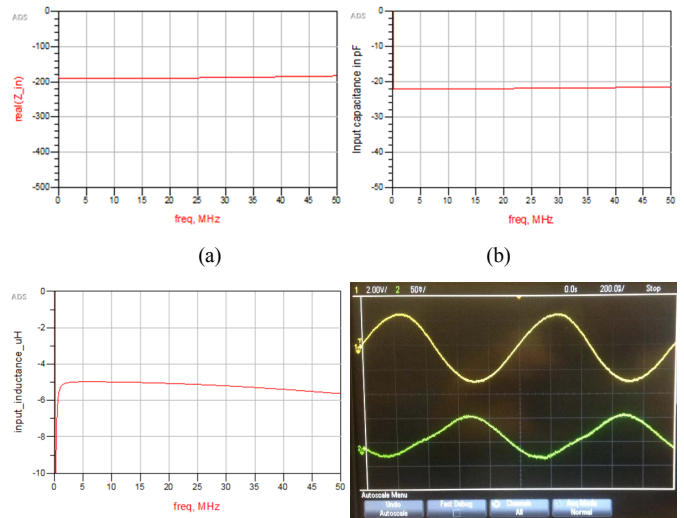 ADS
0
-100
-200
-300
-400
-500
real(Z_in)
0 5 10 15 20 25 30 35 40 45 50
freq, MHz
(a)
ADS
0
-10
-20
-30
-40
-50
Input capacitance in pF
0 5 10 15 20 25 30 35 40 45 50
freq, MHz
(b)
ADS
0
-2
-4
-6
-8
-10
input_inductance_uH
0 5 10 15 20 25 30 35 40 45 50
freq, MHz
1 2.00V/ 2 50 0.0s 200.0 Stop
Autoscale Menu
Undo Autoscale
Fast Debug
Channels All
Acq Mode Normal